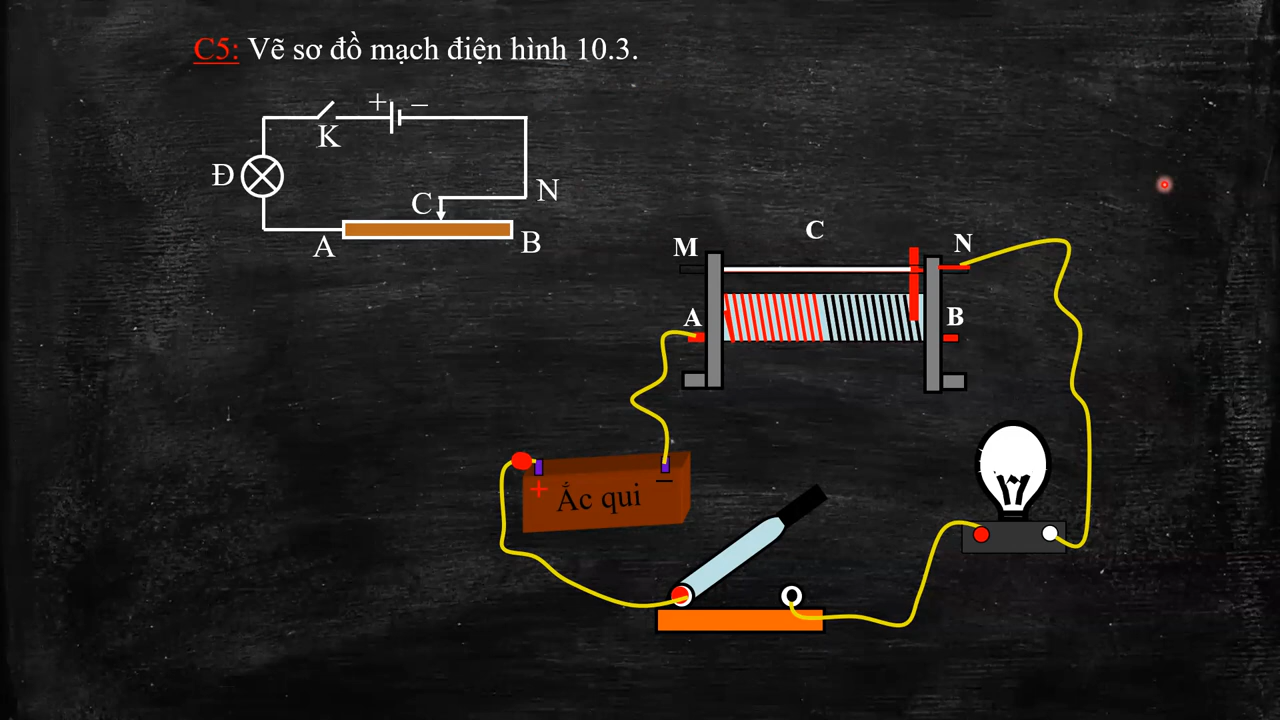 C5: Vẽ sơ đồ mạch điện hình 10.3.
+ –
K
Đ
C
N
A
B
C
M
N
A
B
+ –
Ắc qui